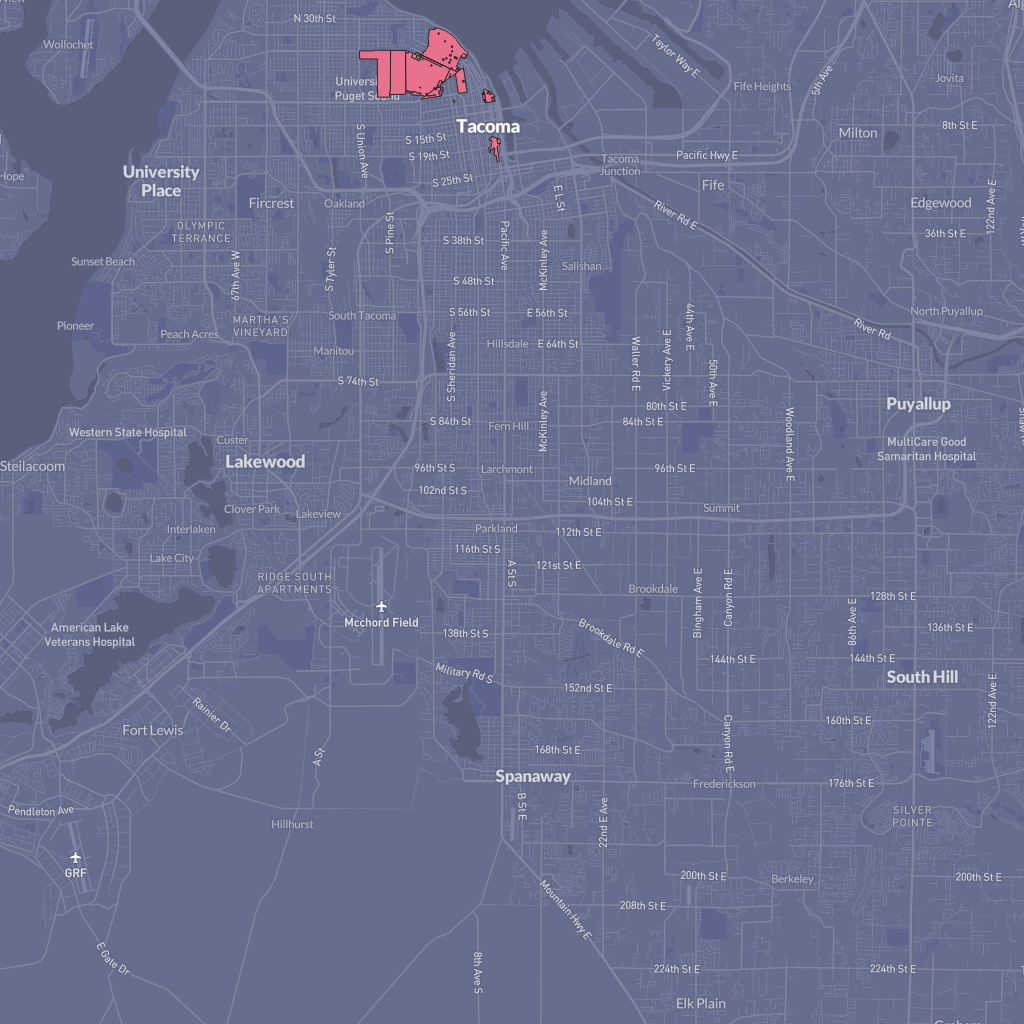 N 30th St
Wollochet
Taylor Way E
Jovita
Universi
Puget Sound
Fife Heights
5th Ave
Tacoma
8th St E
Milton
S Union Ave
S 15th St
S 19th St
Pacific Hwy E
Tacoma
Junction
Hope
University
Place
S 25th St
Fife
122nd Ave E
Fircrest
Oakland
E L St
River Rd E
Edgewood
OLYMPIC
TERRANCE
S Pine St
S 38th St
Pacific Ave
McKinley Ave
36th St E
Sunset Beach
67th Ave W
S Tyler St
S 48th St
Salishan
Pioneer
MARTHA'S
VINEYARD
South Tacoma
S 56th St
E 56th St
44th Ave E
North Puyallup
Peach Acres
River Rd
Manitou
S Sheridan Ave
Hillsdale
E 64th St
Waller Rd E
Vickery Ave E
50th Ave E
S 74th St
80th St E
Puyallup
Western State Hospital
Custer
S 84th St
Fern Hill
McKinley Ave
84th St E
Woodland Ave E
MultiCare Good
Samaritan Hospital
Steilacoom
Lakewood
96th St S
Larchmont
96th St E
102nd St S
Midland
104th St E
Clover Park
Lakeview
Summit
Interlaken
Parkland
112th St E
Lake City
116th St S
121st St E
RIDGE SOUTH
APARTMENTS
A St S
Brookdale
Bingham Ave E
Canyon Rd E
128th St E
Mcchord Field
American Lake
Veterans Hospital
138th St S
Brookdale Rd E
86th Ave E
136th St E
144th St E
144th St E
Military Rd S
152nd St E
South Hill
122nd Ave E
Rainier Dr
Fort Lewis
160th St E
A St
168th St E
Canyon Rd E
Spanaway
Frederickson
176th St E
Pendleton Ave
B St E
22nd E Ave
Hillhurst
SILVER
POINTE
GRF
200th St E
Berkeley
200th St E
Mountain Hwy E
208th St E
E Gate Dr
8th Ave S
224th St E
224th St E
Elk Plain